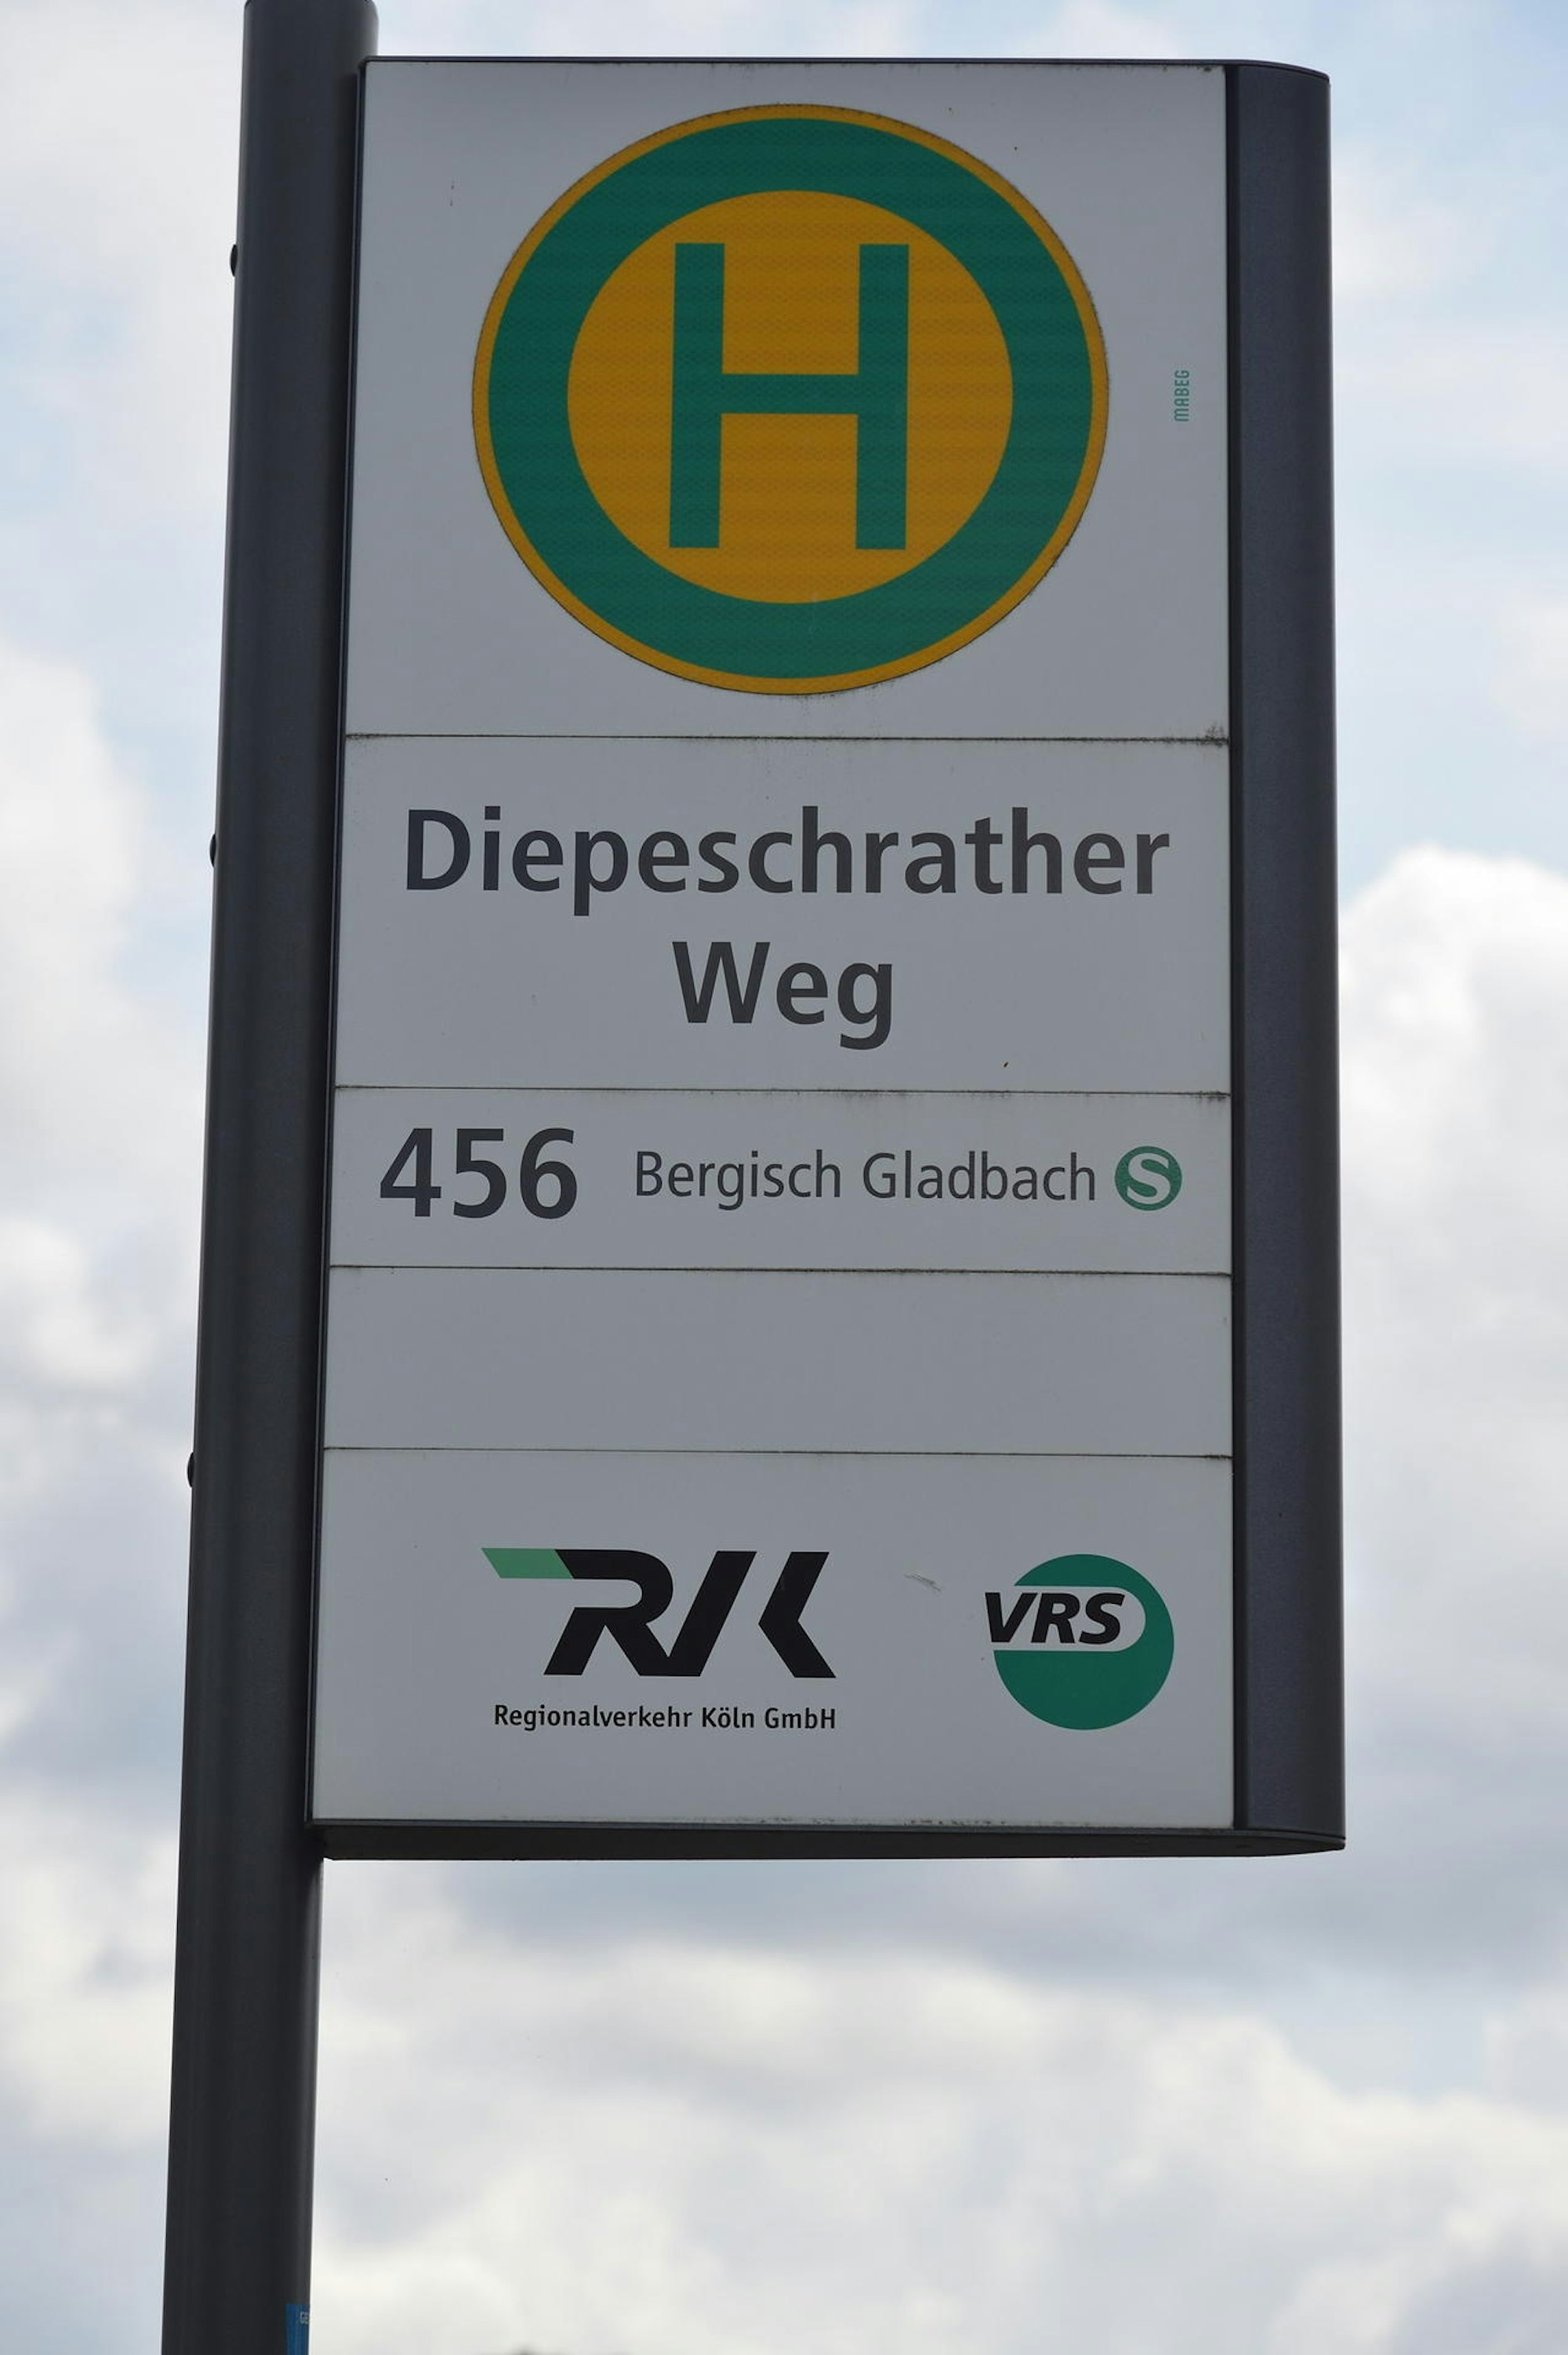 H
MABEG
Diepeschrather
Weg
456 Bergisch Gladbach S
RVK
VRS
Regionalverkehr Köln GmbH